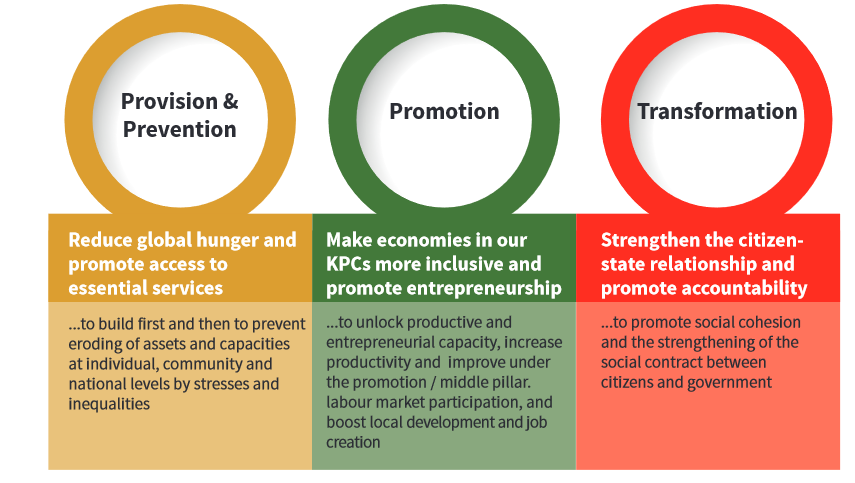 Provision &
Prevention
Promotion
Transformation
Reduce global hunger and
promote access to
essential services
Make economies in our
KPCs more inclusive and
promote entrepreneurship
Strengthen the citizen-
state relationship and
promote accountability
...to build first and then to prevent
eroding of assets and capacities
at individual, community and
national levels by stresses and
inequalities
...to unlock productive and
entrepreneurial capacity, increase
productivity and  improve under
the promotion / middle pillar.
labour market participation, and
boost local development and job
creation
...to promote social cohesion
and the strengthening of the
social contract between
citizens and government